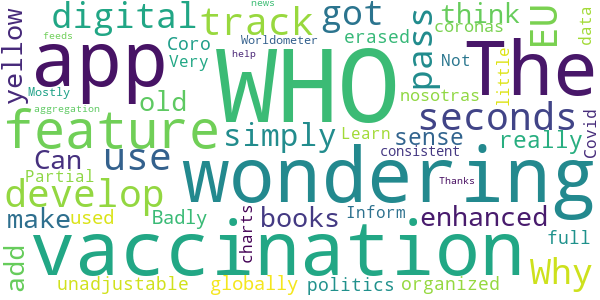 news
feeds
digital
track
got
think
EU
data
yellow
Coro
erased
coronas
Worldometer
app
WHO
pass
The
Very
help
Not
little
Mostly
old
nosotras
seconds
Covid
aggregation
feature
simply
Learn
sense
really
Can
use
wondering
consistent
Partial
Thanks
develop
make
used
Badly
books
Inform
enhanced
charts
full
add
vaccination
Why
unadjustable
globally
politics
organized